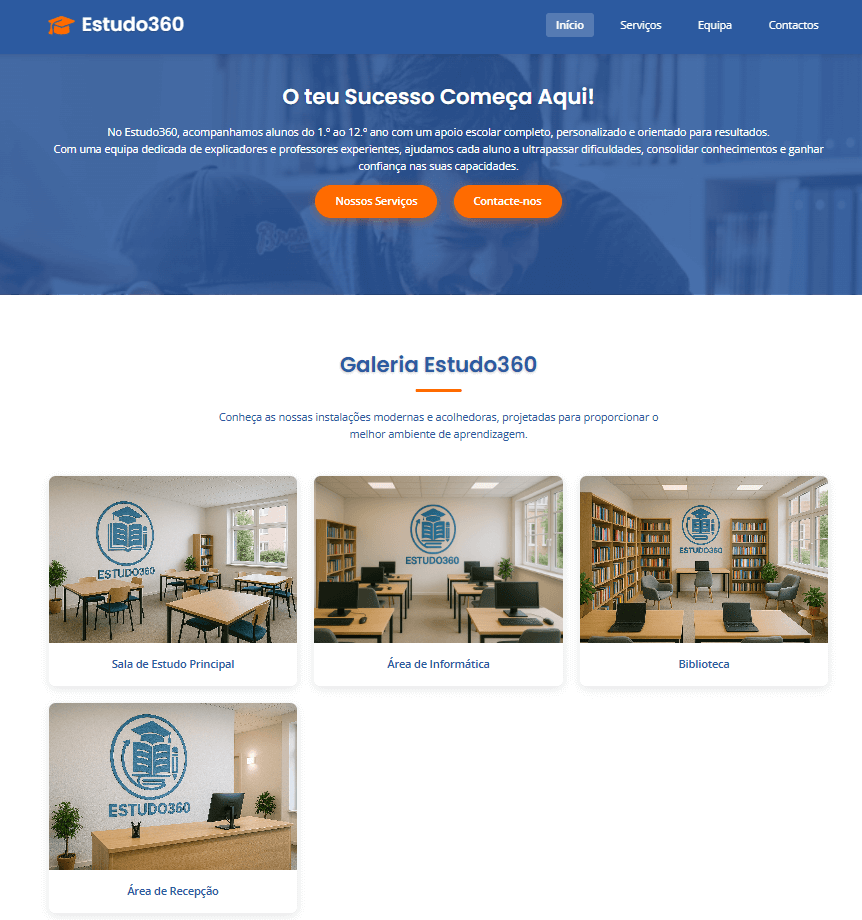 Estudo360
Início
Serviços
Equipa
Contactos
O teu Sucesso Começa Aqui!
No Estudo360, acompanhamos alunos do 1.º ao 12.º ano com um apoio escolar completo, personalizado e orientado para resultados.
Com uma equipa dedicada de explicadores e professores experientes, ajudamos cada aluno a ultrapassar dificuldades, consolidar conhecimentos e ganhar
confiança nas suas capacidades.
Nossos Serviços
Contacte-nos
Galeria Estudo360
Conheça as nossas instalações modernas e acolhedoras, projetadas para proporcionar o
melhor ambiente de aprendizagem.
ESTUDO360
ESTUDO360
ESTUDO360
Sala de Estudo Principal
Área de Informática
Biblioteca
ESTUDO360
Área de Recepção